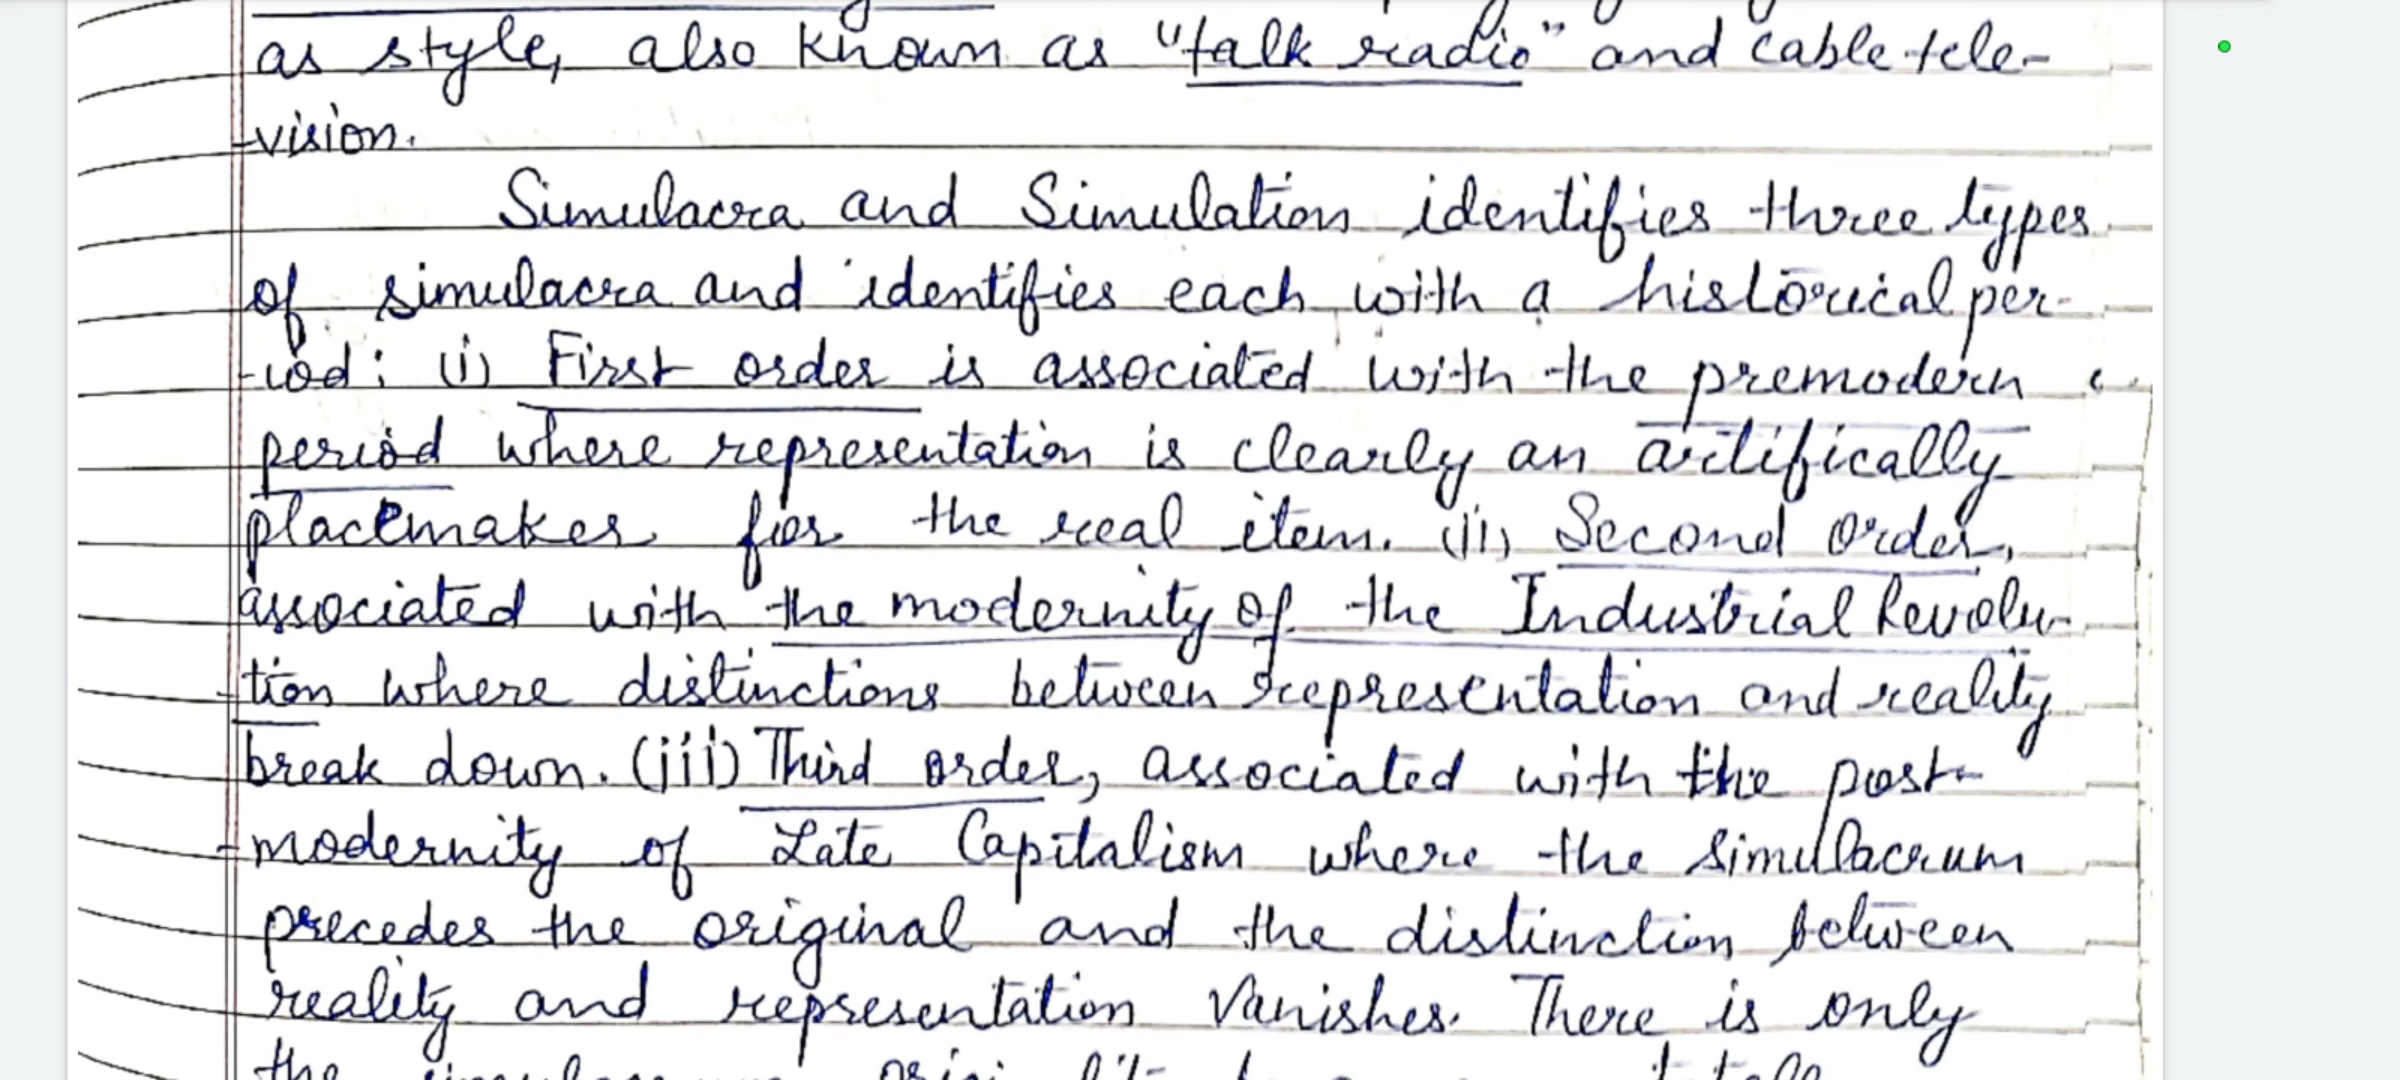 as style, also known as "talk radio" and cable tele-
-vision.
Simulacra and Simulation identifies three types
of simulacra and identifies each with a historical per-
-iod: (i) First order is associated with the premodern
period where representation is clearly an artifically
placemaker for the real item. (ii) Second order,
associated with the modernity of the Industrial Revolu-
-tion where distinctions between representation and reality
break down. (iii) Third order, associated with the post-
-modernity of Late Capitalism where the simulacrum
precedes the original and the distinction between
reality and representation vanishes. There is only
the